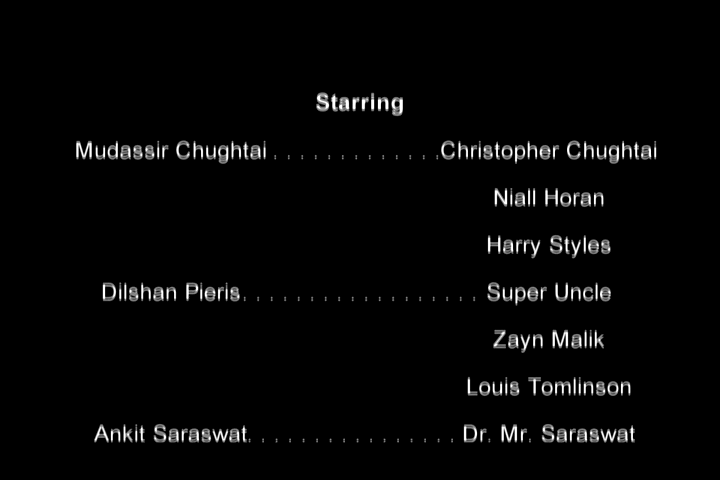 Starring
Mudassir Chughtai . . . . . . . . . . . . .Christopher Chughtai
Niall Horan
Harry Styles
Dilshan Pieris. . . . . . . . . . . . . . . . . . Super Uncle
Zayn Malik
Louis Tomlinson
Ankit Saraswat. . . . . . . . . . . . . . . . Dr. Mr. Saraswat